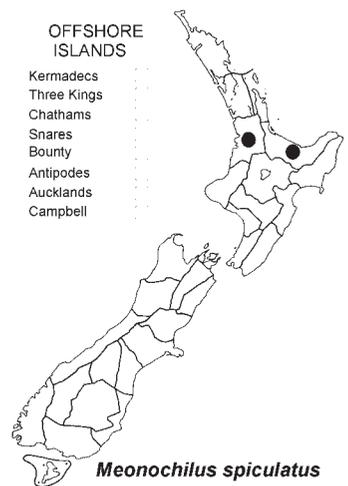 OFFSHORE
ISLANDS
Kermadecs
Three Kings
Chathams
Snares
Bounty
Antipodes
Aucklands
Campbell
Meonochilus spiculatus